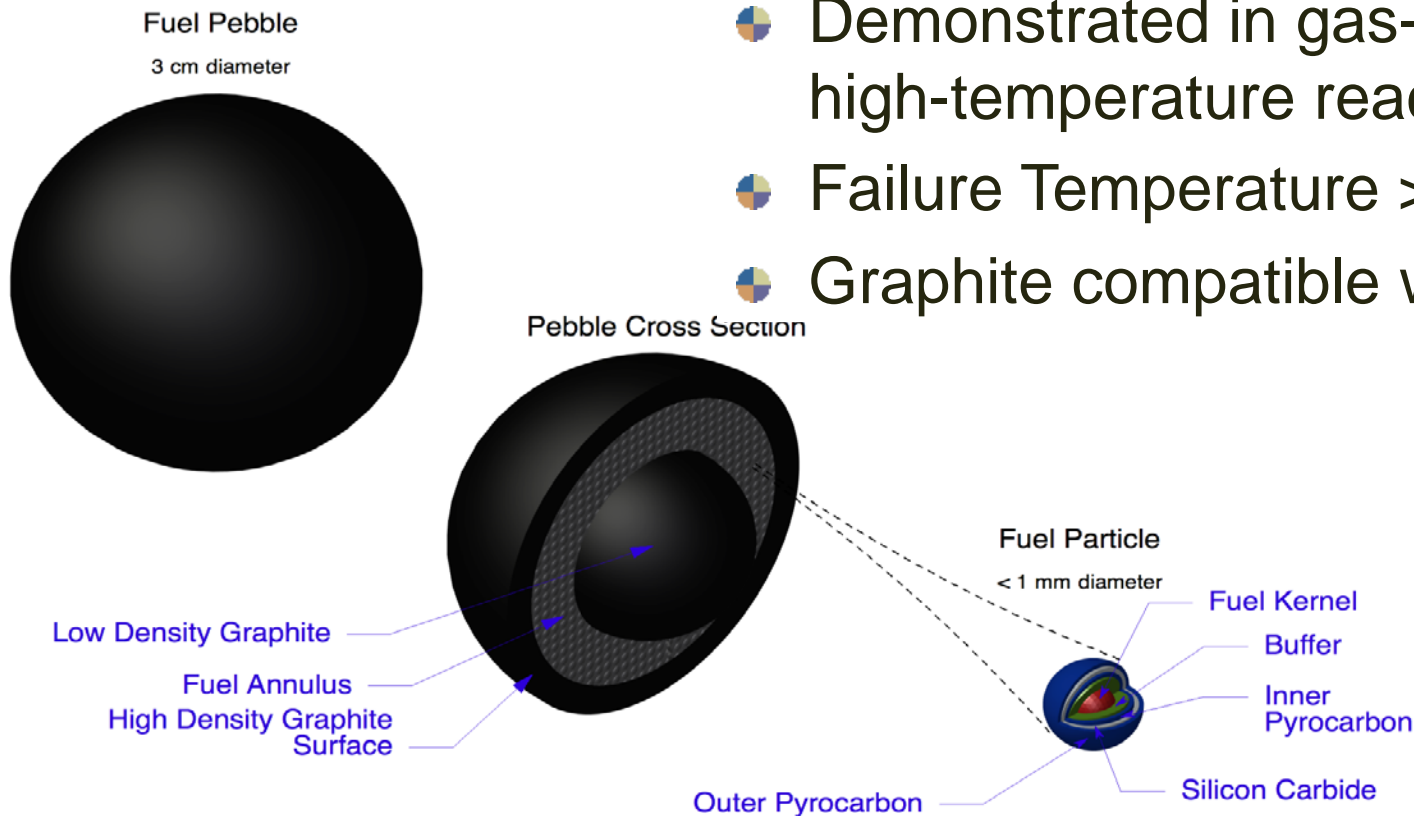 Fuel Pebble
3 cm diameter
Demonstrated in gas-
high-temperature
Failure Temperature >
Graphite compatible
Pebble Cross Section
Low Density Graphite
Fuel Annulus
High Density Graphite
Surface
Fuel Particle
< 1 mm diameter
Fuel Kernel
Buffer
Inner
Pyrocarbon
Silicon Carbide
Outer Pyrocarbon